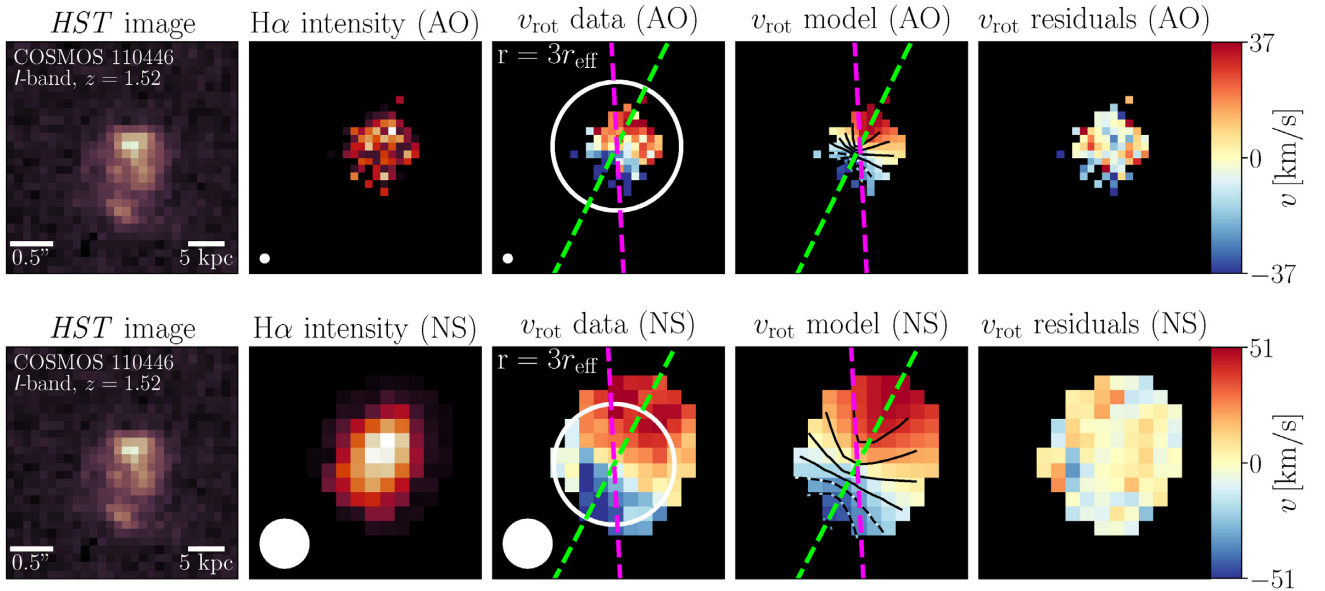 HST image
Hα intensity (AO)
v_rot data (AO)
v_rot model (AO)
v_rot residuals (AO)
COSMOS 110446
I-band, z = 1.52
0.5"
5 kpc
r = 3r_eff
37
0
−37
v [km/s]
HST image
Hα intensity (NS)
v_rot data (NS)
v_rot model (NS)
v_rot residuals (NS)
COSMOS 110446
I-band, z = 1.52
0.5"
5 kpc
r = 3r_eff
51
0
−51
v [km/s]